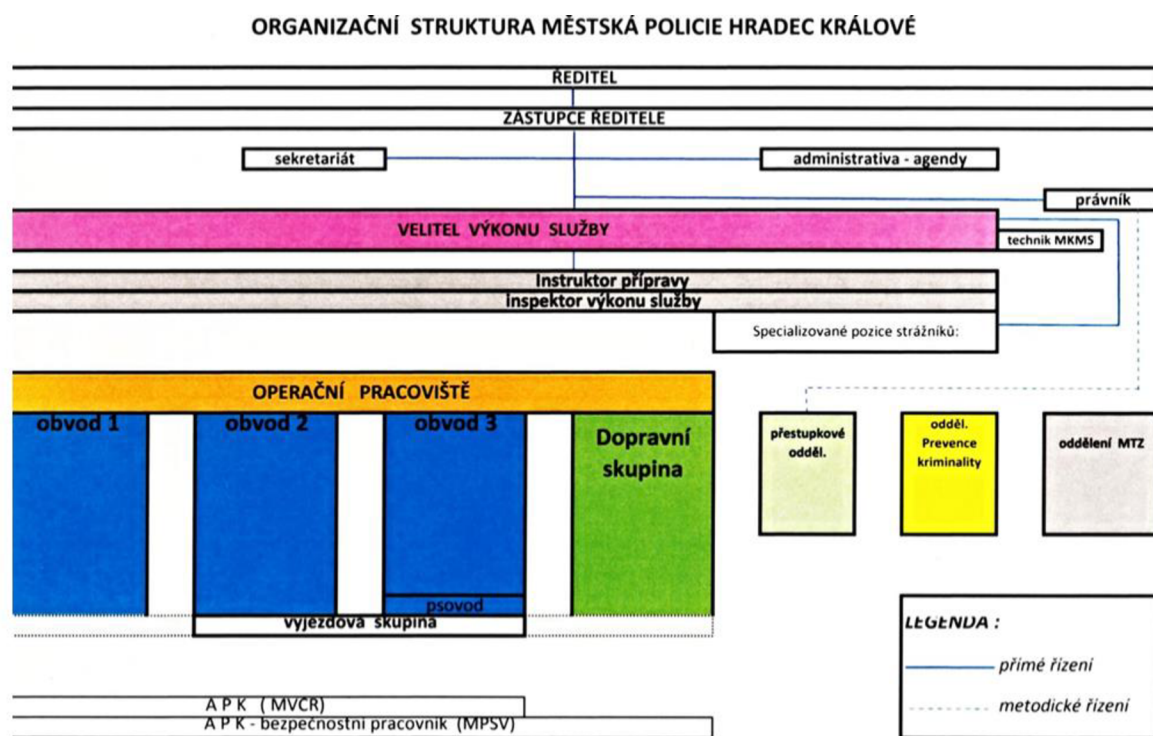 ORGANIZAČNÍ STRUKTURA MĚSTSKÁ POLICIE HRADEC KRÁLOVÉ
ŘEDITEL
ZÁSTUPCE ŘEDITELE
sekretariát
administrativa - agendy
právník
VELITEL VÝKONU SLUŽBY
technik MKMS
Instruktor přípravy
inspektor výkonu služby
Specializované pozice strážníků:
OPERAČNÍ PRACOVIŠTĚ
obvod 1
obvod 2
obvod 3
Dopravní
skupina
přestupkové
odděl.
odděl.
Prevence
kriminality
oddělení MTZ
psovod
výjezdová skupina
LEGENDA :
přímé řízení
metodické řízení
A P K ( MVČR)
A P K - bezpečnostní pracovník (MPSV)